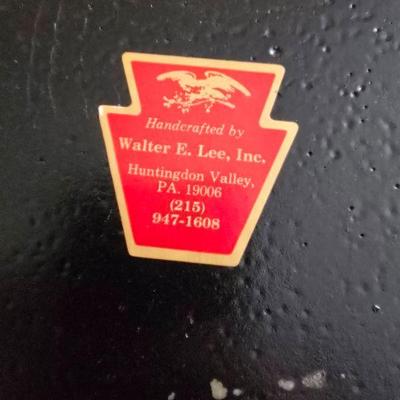 Handcrafted by
Walter E. Lee, Inc.
Huntingdon Valley,
PA. 19006
(215)
947-1608